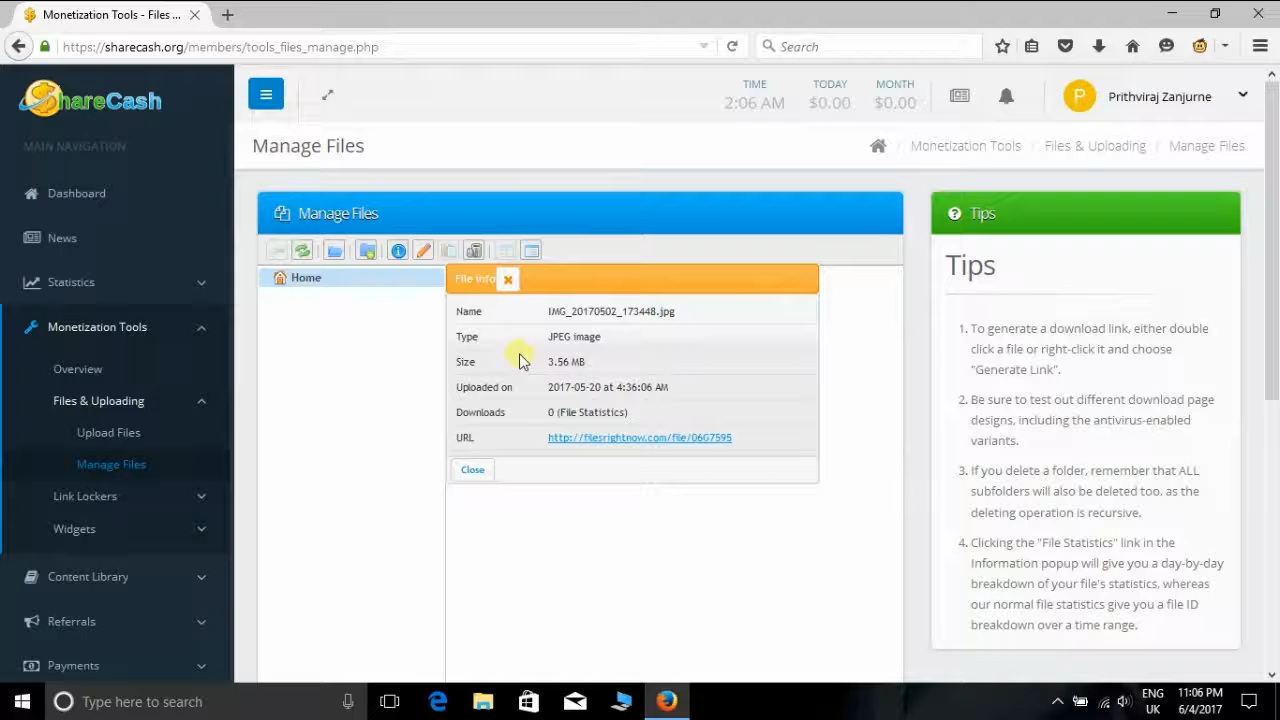 Monetization Tools - Files ...
https://sharecash.org/members/tools_files_manage.php
Search
ShareCash
TIME
2:06 AM
TODAY
$0.00
MONTH
$0.00
P
Prithviraj Zanjurne
MAIN NAVIGATION
Dashboard
News
Statistics
Monetization Tools
Overview
Files & Uploading
Upload Files
Manage Files
Link Lockers
Widgets
Content Library
Referrals
Payments
Manage Files
Monetization Tools / Files & Uploading / Manage Files
Manage Files
Home
File info
Name IMG_20170502_173448.jpg
Type JPEG image
Size 3.56 MB
Uploaded on 2017-05-20 at 4:36:06 AM
Downloads 0 (File Statistics)
URL http://filesrightnow.com/file/06G7595
Close
Tips
Tips
1. To generate a download link, either double
click a file or right-click it and choose
"Generate Link".
2. Be sure to test out different download page
designs, including the antivirus-enabled
variants.
3. If you delete a folder, remember that ALL
subfolders will also be deleted too, as the
deleting operation is recursive.
4. Clicking the "File Statistics" link in the
Information popup will give you a day-by-day
breakdown of your file's statistics, whereas
our normal file statistics give you a file ID
breakdown over a time range.
Type here to search
ENG
UK
11:06 PM
6/4/2017